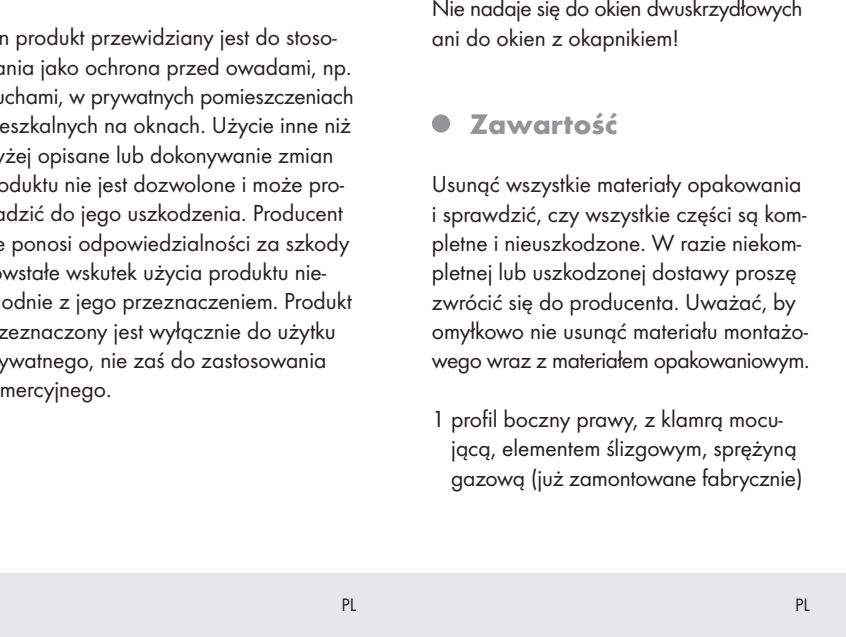 n produkt przewidziany jest do stoso-
ania jako ochrona przed owadami, np.
uchami, w prywatnych pomieszczeniach
eszkalnych na oknach. Użycie inne niż
yżej opisane lub dokonywanie zmian
oduktu nie jest dozwolone i może pro-
adzić do jego uszkodzenia. Producent
e ponosi odpowiedzialności za szkody
owstałe wskutek użycia produktu nie-
odnie z jego przeznaczeniem. Produkt
zeznaczony jest wyłącznie do użytku
ywatnego, nie zaś do zastosowania
mercyjnego.
Nie nadaje się do okien dwuskrzydłowych
ani do okien z okapnikiem!
● Zawartość
Usunąć wszystkie materiały opakowania
i sprawdzić, czy wszystkie części są kom-
pletne i nieuszkodzone. W razie niekom-
pletnej lub uszkodzonej dostawy proszę
zwrócić się do producenta. Uważać, by
omyłkowo nie usunąć materiału montażo-
wego wraz z materiałem opakowaniowym.
1 profil boczny prawy, z klamrą mocu-
jącą, elementem ślizgowym, sprężyną
gazową (już zamontowane fabrycznie)
PL
PL